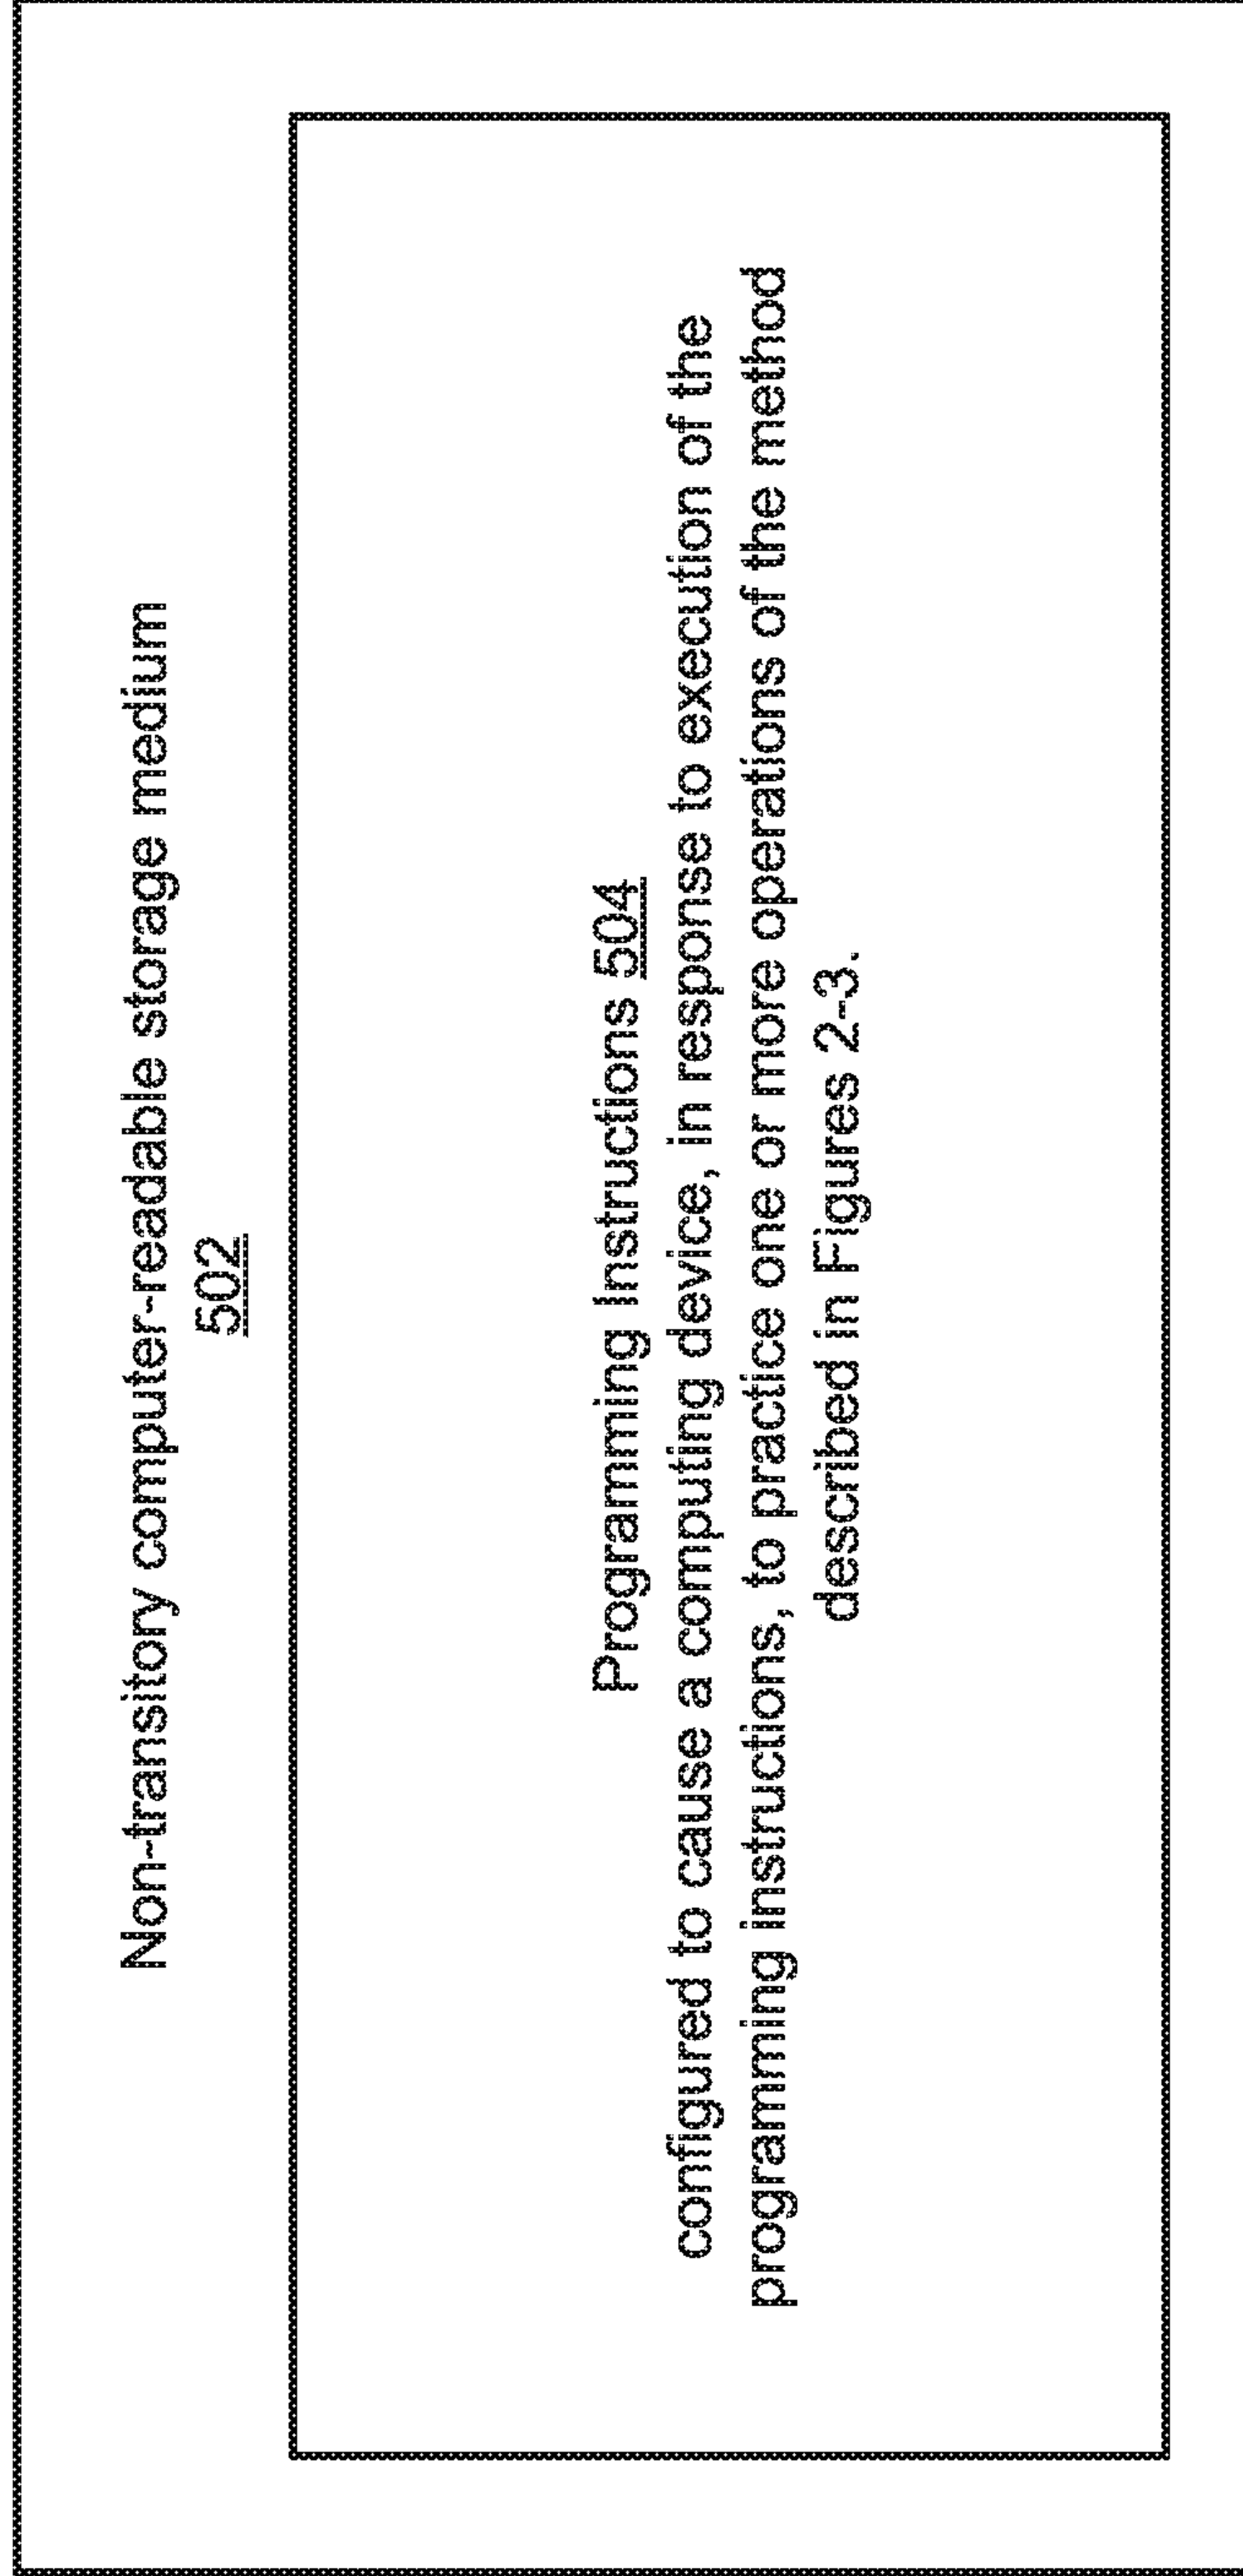 Non-transitory computer-readable storage medium
502
Programming Instructions 504
configured to cause a computing device, in response to execution of the
programming instructions, to practice one or more operations of the method
described in Figures 2-3.